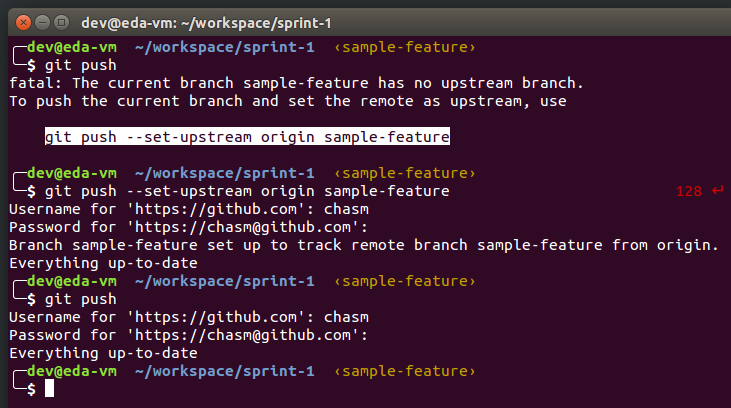 dev@eda-vm: ~/workspace/sprint-1
dev@eda-vm ~/workspace/sprint-1 ‹sample-feature›
$ git push
fatal: The current branch sample-feature has no upstream branch.
To push the current branch and set the remote as upstream, use
git push --set-upstream origin sample-feature
dev@eda-vm ~/workspace/sprint-1 ‹sample-feature›
$ git push --set-upstream origin sample-feature 128 ↵
Username for 'https://github.com': chasm
Password for 'https://chasm@github.com':
Branch sample-feature set up to track remote branch sample-feature from origin.
Everything up-to-date
dev@eda-vm ~/workspace/sprint-1 ‹sample-feature›
$ git push
Username for 'https://github.com': chasm
Password for 'https://chasm@github.com':
Everything up-to-date
dev@eda-vm ~/workspace/sprint-1 ‹sample-feature›
$